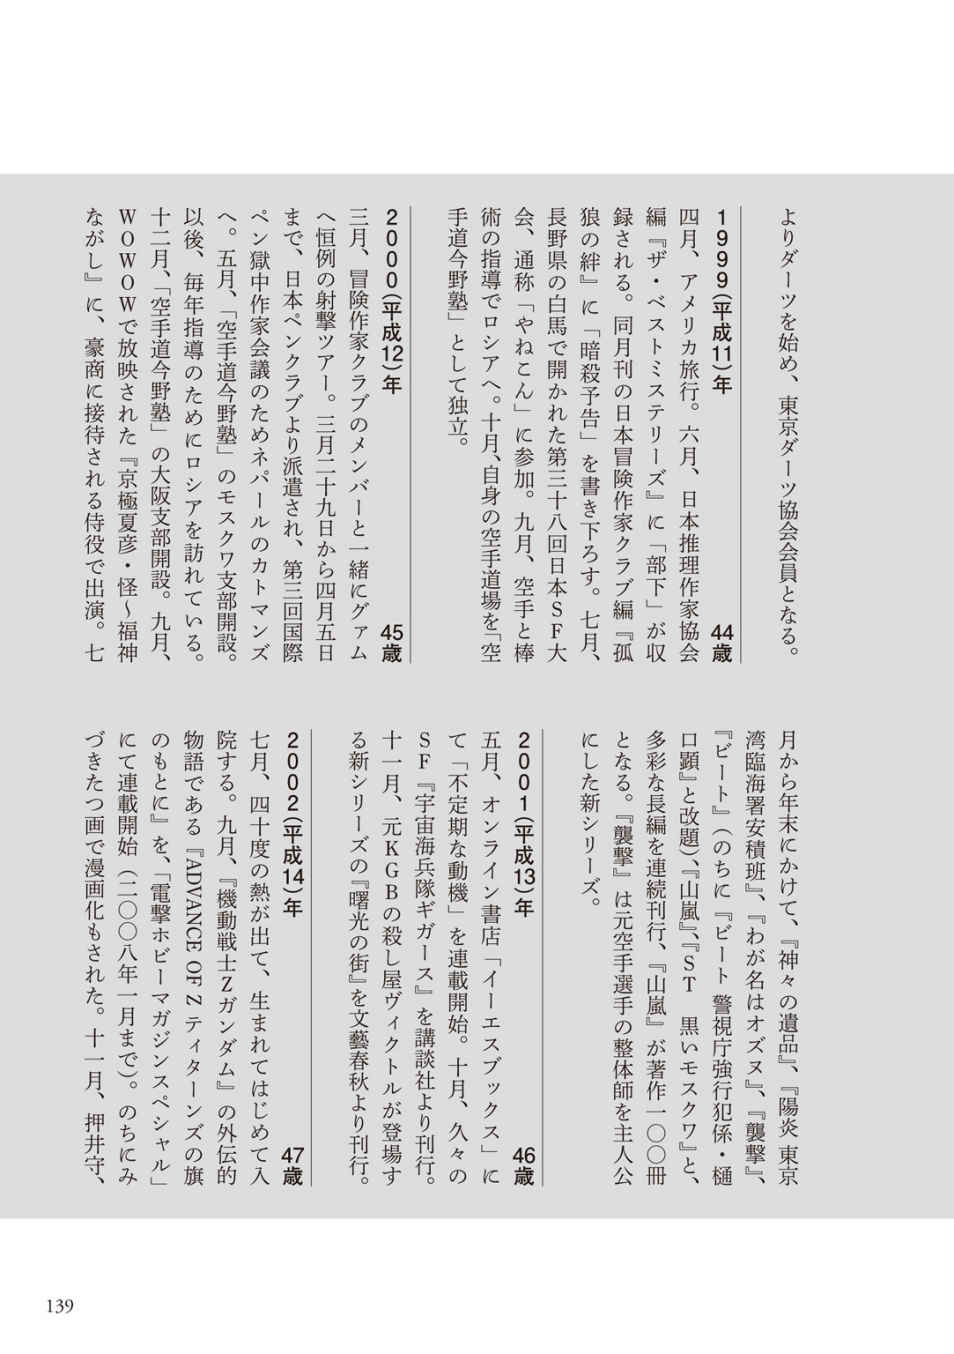 よりダーツを始め、東京ダーツ協会会員となる。
1999(平成11)年 44歳
四月、アメリカ旅行。六月、日本推理作家協会
編『ザ・ベストミステリーズ』に「部下」が収
録される。同月刊の日本冒険作家クラブ編『孤
狼の絆』に「暗殺予告」を書き下ろす。七月、
長野県の白馬で開かれた第三十八回日本SF大
会、通称「やねこん」に参加。九月、空手と棒
術の指導でロシアへ。十月、自身の空手道場を「空
手道今野塾」として独立。
2000(平成12)年 45歳
三月、冒険作家クラブのメンバーと一緒にグァム
へ恒例の射撃ツアー。三月二十九日から四月五日
まで、日本ペンクラブより派遣され、第三回国際
ペン獄中作家会議のためネパールのカトマンズ
へ。五月、「空手道今野塾」のモスクワ支部開設。
以後、毎年指導のためにロシアを訪れている。
十二月、「空手道今野塾」の大阪支部開設。九月、
WOWOWで放映された『京極夏彦・怪〜福神
ながし』に、豪商に接待される侍役で出演。七
月から年末にかけて、『神々の遺品』、『陽炎 東京
湾臨海署安積班』、『わが名はオズヌ』、『襲撃』、
『ビート』(のちに『ビート 警視庁強行犯係・樋
口顕』と改題)、『山嵐』、『ST 黒いモスクワ』と、
多彩な長編を連続刊行、『山嵐』が著作一〇〇冊
となる。『襲撃』は元空手選手の整体師を主人公
にした新シリーズ。
2001(平成13)年 46歳
五月、オンライン書店「イーエスブックス」に
て「不定期な動機」を連載開始。十月、久々の
SF『宇宙海兵隊ギガース』を講談社より刊行。
十一月、元KGBの殺し屋ヴィクトルが登場す
る新シリーズの『曙光の街』を文藝春秋より刊行。
2002(平成14)年 47歳
七月、四十度の熱が出て、生まれてはじめて入
院する。九月、『機動戦士Zガンダム』の外伝的
物語である『ADVANCE OF Z ティターンズの旗
のもとに』を、「電撃ホビーマガジンスペシャル」
にて連載開始(二〇〇八年一月まで)。のちにみ
づきたつ画で漫画化もされた。十一月、押井守、
139